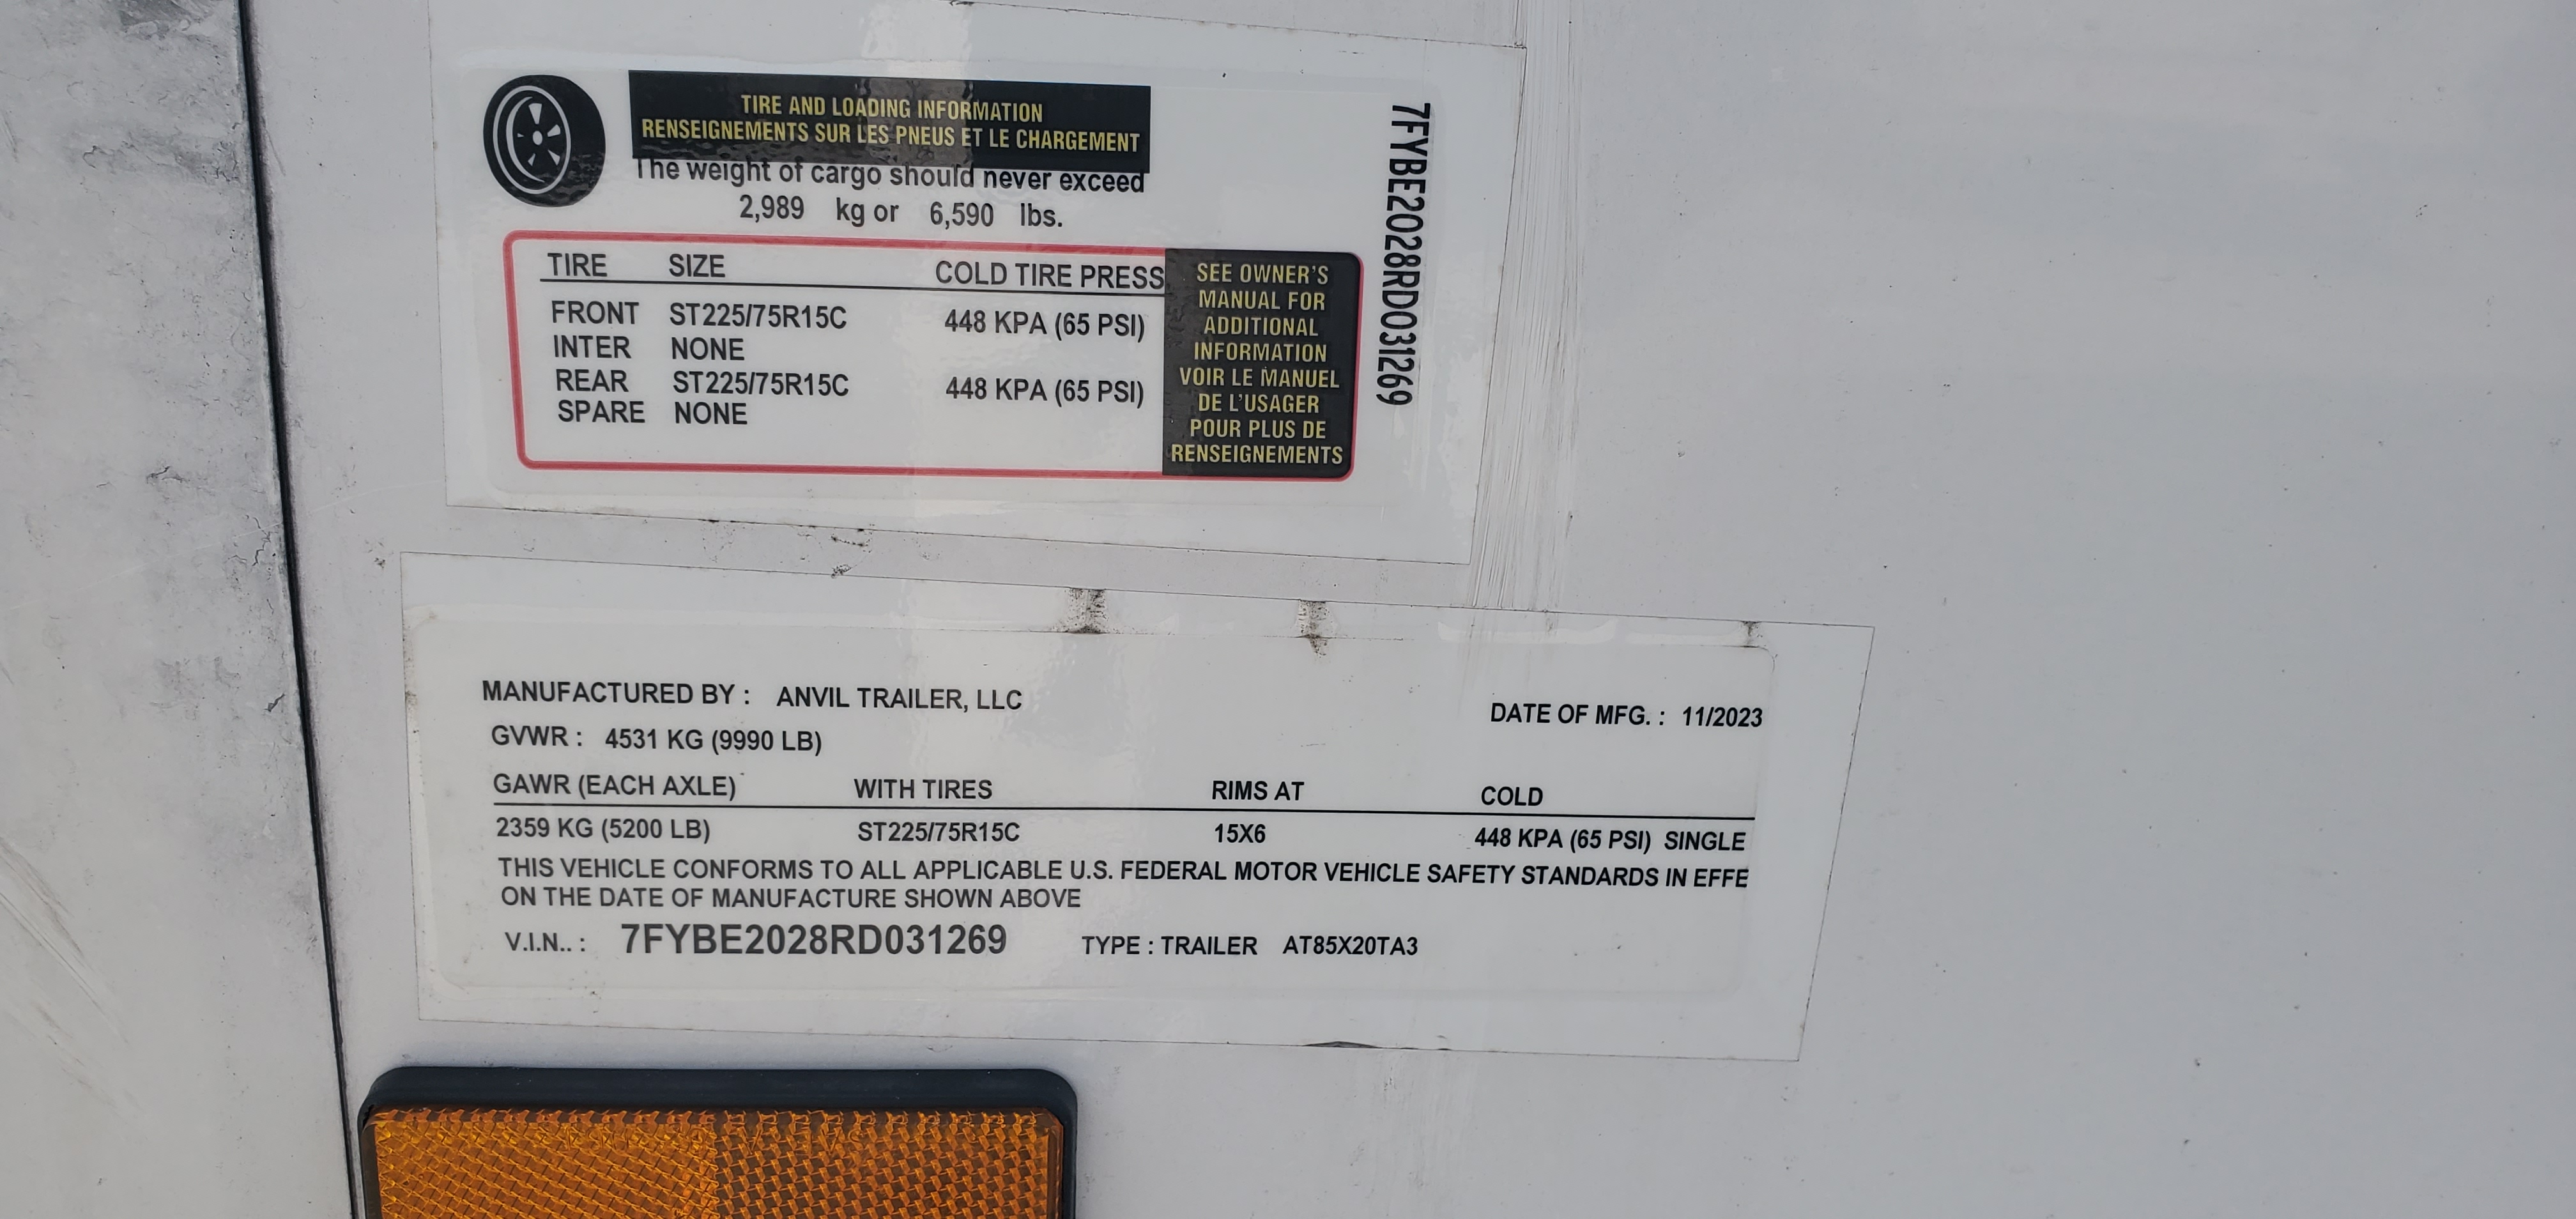 TIRE AND LOADING INFORMATION
RENSEIGNEMENTS SUR LES PNEUS ET LE CHARGEMENT
The weight of cargo should never exceed
2,989 kg or 6,590 lbs.
TIRE SIZE COLD TIRE PRESS
FRONT ST225/75R15C 448 KPA (65 PSI)
INTER NONE
REAR ST225/75R15C 448 KPA (65 PSI)
SPARE NONE
SEE OWNER'S
MANUAL FOR
ADDITIONAL
INFORMATION
VOIR LE MANUEL
DE L'USAGER
POUR PLUS DE
RENSEIGNEMENTS
7FYBE2028RD031269
MANUFACTURED BY : ANVIL TRAILER, LLC DATE OF MFG. : 11/2023
GVWR : 4531 KG (9990 LB)
GAWR (EACH AXLE) WITH TIRES RIMS AT COLD
2359 KG (5200 LB) ST225/75R15C 15X6 448 KPA (65 PSI) SINGLE
THIS VEHICLE CONFORMS TO ALL APPLICABLE U.S. FEDERAL MOTOR VEHICLE SAFETY STANDARDS IN EFFE
ON THE DATE OF MANUFACTURE SHOWN ABOVE
V.I.N.. : 7FYBE2028RD031269 TYPE : TRAILER AT85X20TA3